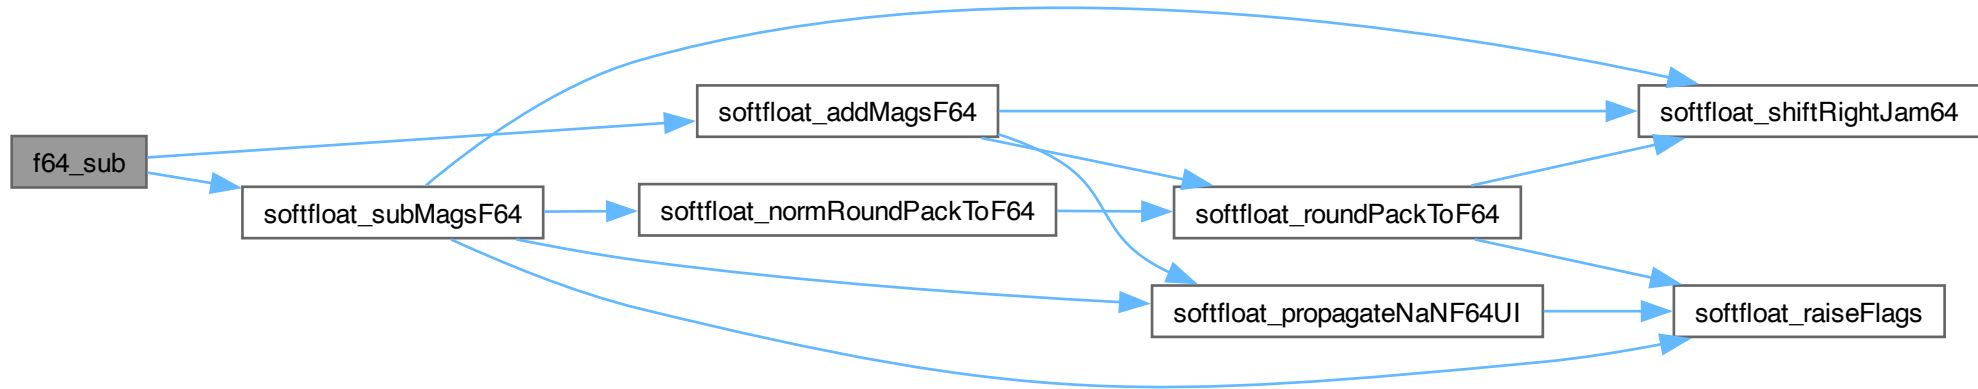 f64_sub
softfloat_addMagsF64
softfloat_subMagsF64
softfloat_normRoundPackToF64
softfloat_roundPackToF64
softfloat_propagateNaNF64UI
softfloat_shiftRightJam64
softfloat_raiseFlags